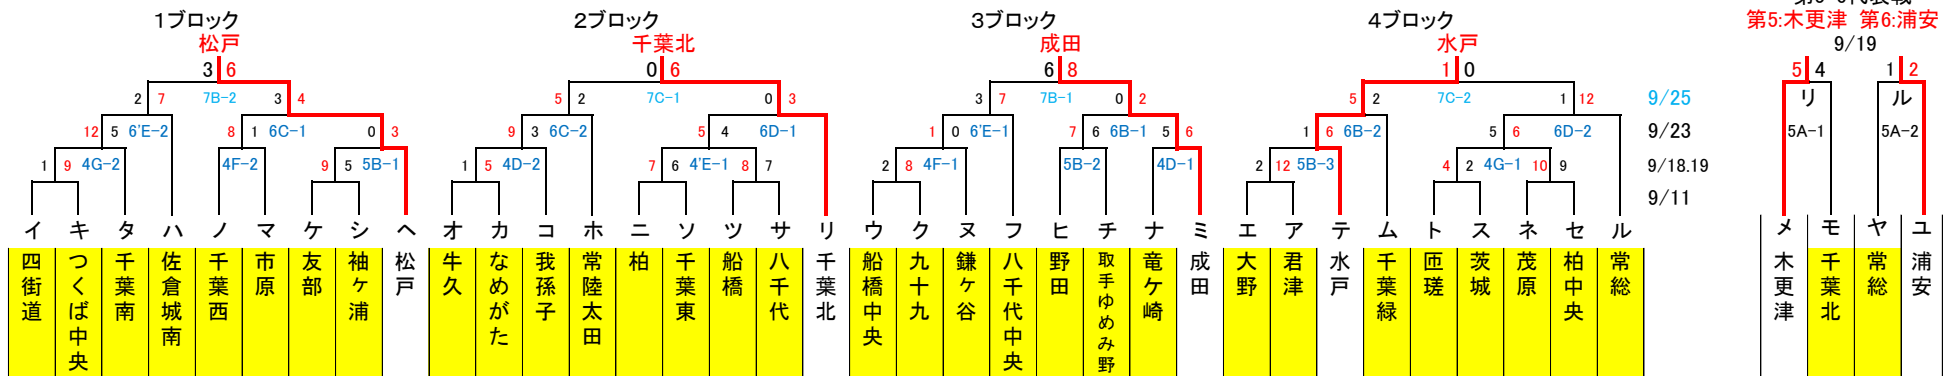 1ブロック 2ブロック 3ブロック 4ブロック
松戸 千葉北 成田 水戸 第5:木更津 第6:浦安
9/19
3 6 0 6 6 8 1 0 5 4 1 2
2 7 7B-2 3 4 5 2 7C-1 0 3 3 7 7B-1 0 2 5 2 7C-2 1 12 9/25 リ ル
12 5 6'E-2 8 1 6C-1 0 3 9 3 6C-2 5 4 6D-1 1 0 6'E-1 7 6 6B-1 5 6 1 6 6B-2 5 6 6D-2 9/23 5A-1 5A-2
1 9 4G-2 4F-2 9 5 5B-1 1 5 4D-2 7 6 4'E-1 8 7 2 8 4F-1 5B-2 4D-1 2 12 5B-3 4 2 4G-1 10 9 9/18.19
9/11
イ キ タ ハ ノ マ ケ シ ヘ オ カ コ ホ ニ ソ ツ サ リ ウ ク ヌ フ ヒ チ ナ ミ エ ア テ ム ト ス ネ セ ル メ モ ヤ ユ
四街道
つくば中央
千葉南
佐倉城南
千葉西
市原
友部
袖ヶ浦
松戸
牛久
なめがた
我孫子
常陸太田
柏
千葉東
船橋
八千代
千葉北
船橋中央
九十九
鎌ヶ谷
八千代中央
野田
取手ゆめみ野
竜ケ崎
成田
大野
君津
水戸
千葉緑
匝瑳
茨城
茂原
柏中央
常総
木更津
千葉北
常総
浦安